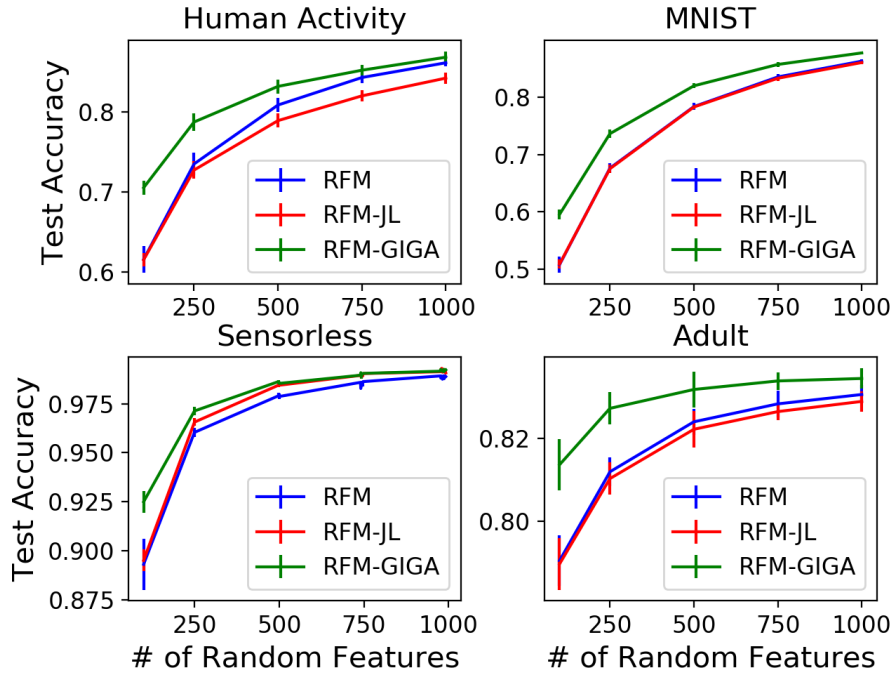 Human Activity
MNIST
Test Accuracy
0.8
0.7
0.6
RFM
RFM-JL
RFM-GIGA
250
500
750
1000
0.8
0.7
0.6
0.5
RFM
RFM-JL
RFM-GIGA
250
500
750
1000
Sensorless
Adult
Test Accuracy
0.975
0.950
0.925
0.900
0.875
RFM
RFM-JL
RFM-GIGA
250
500
750
1000
# of Random Features
0.82
0.80
RFM
RFM-JL
RFM-GIGA
250
500
750
1000
# of Random Features